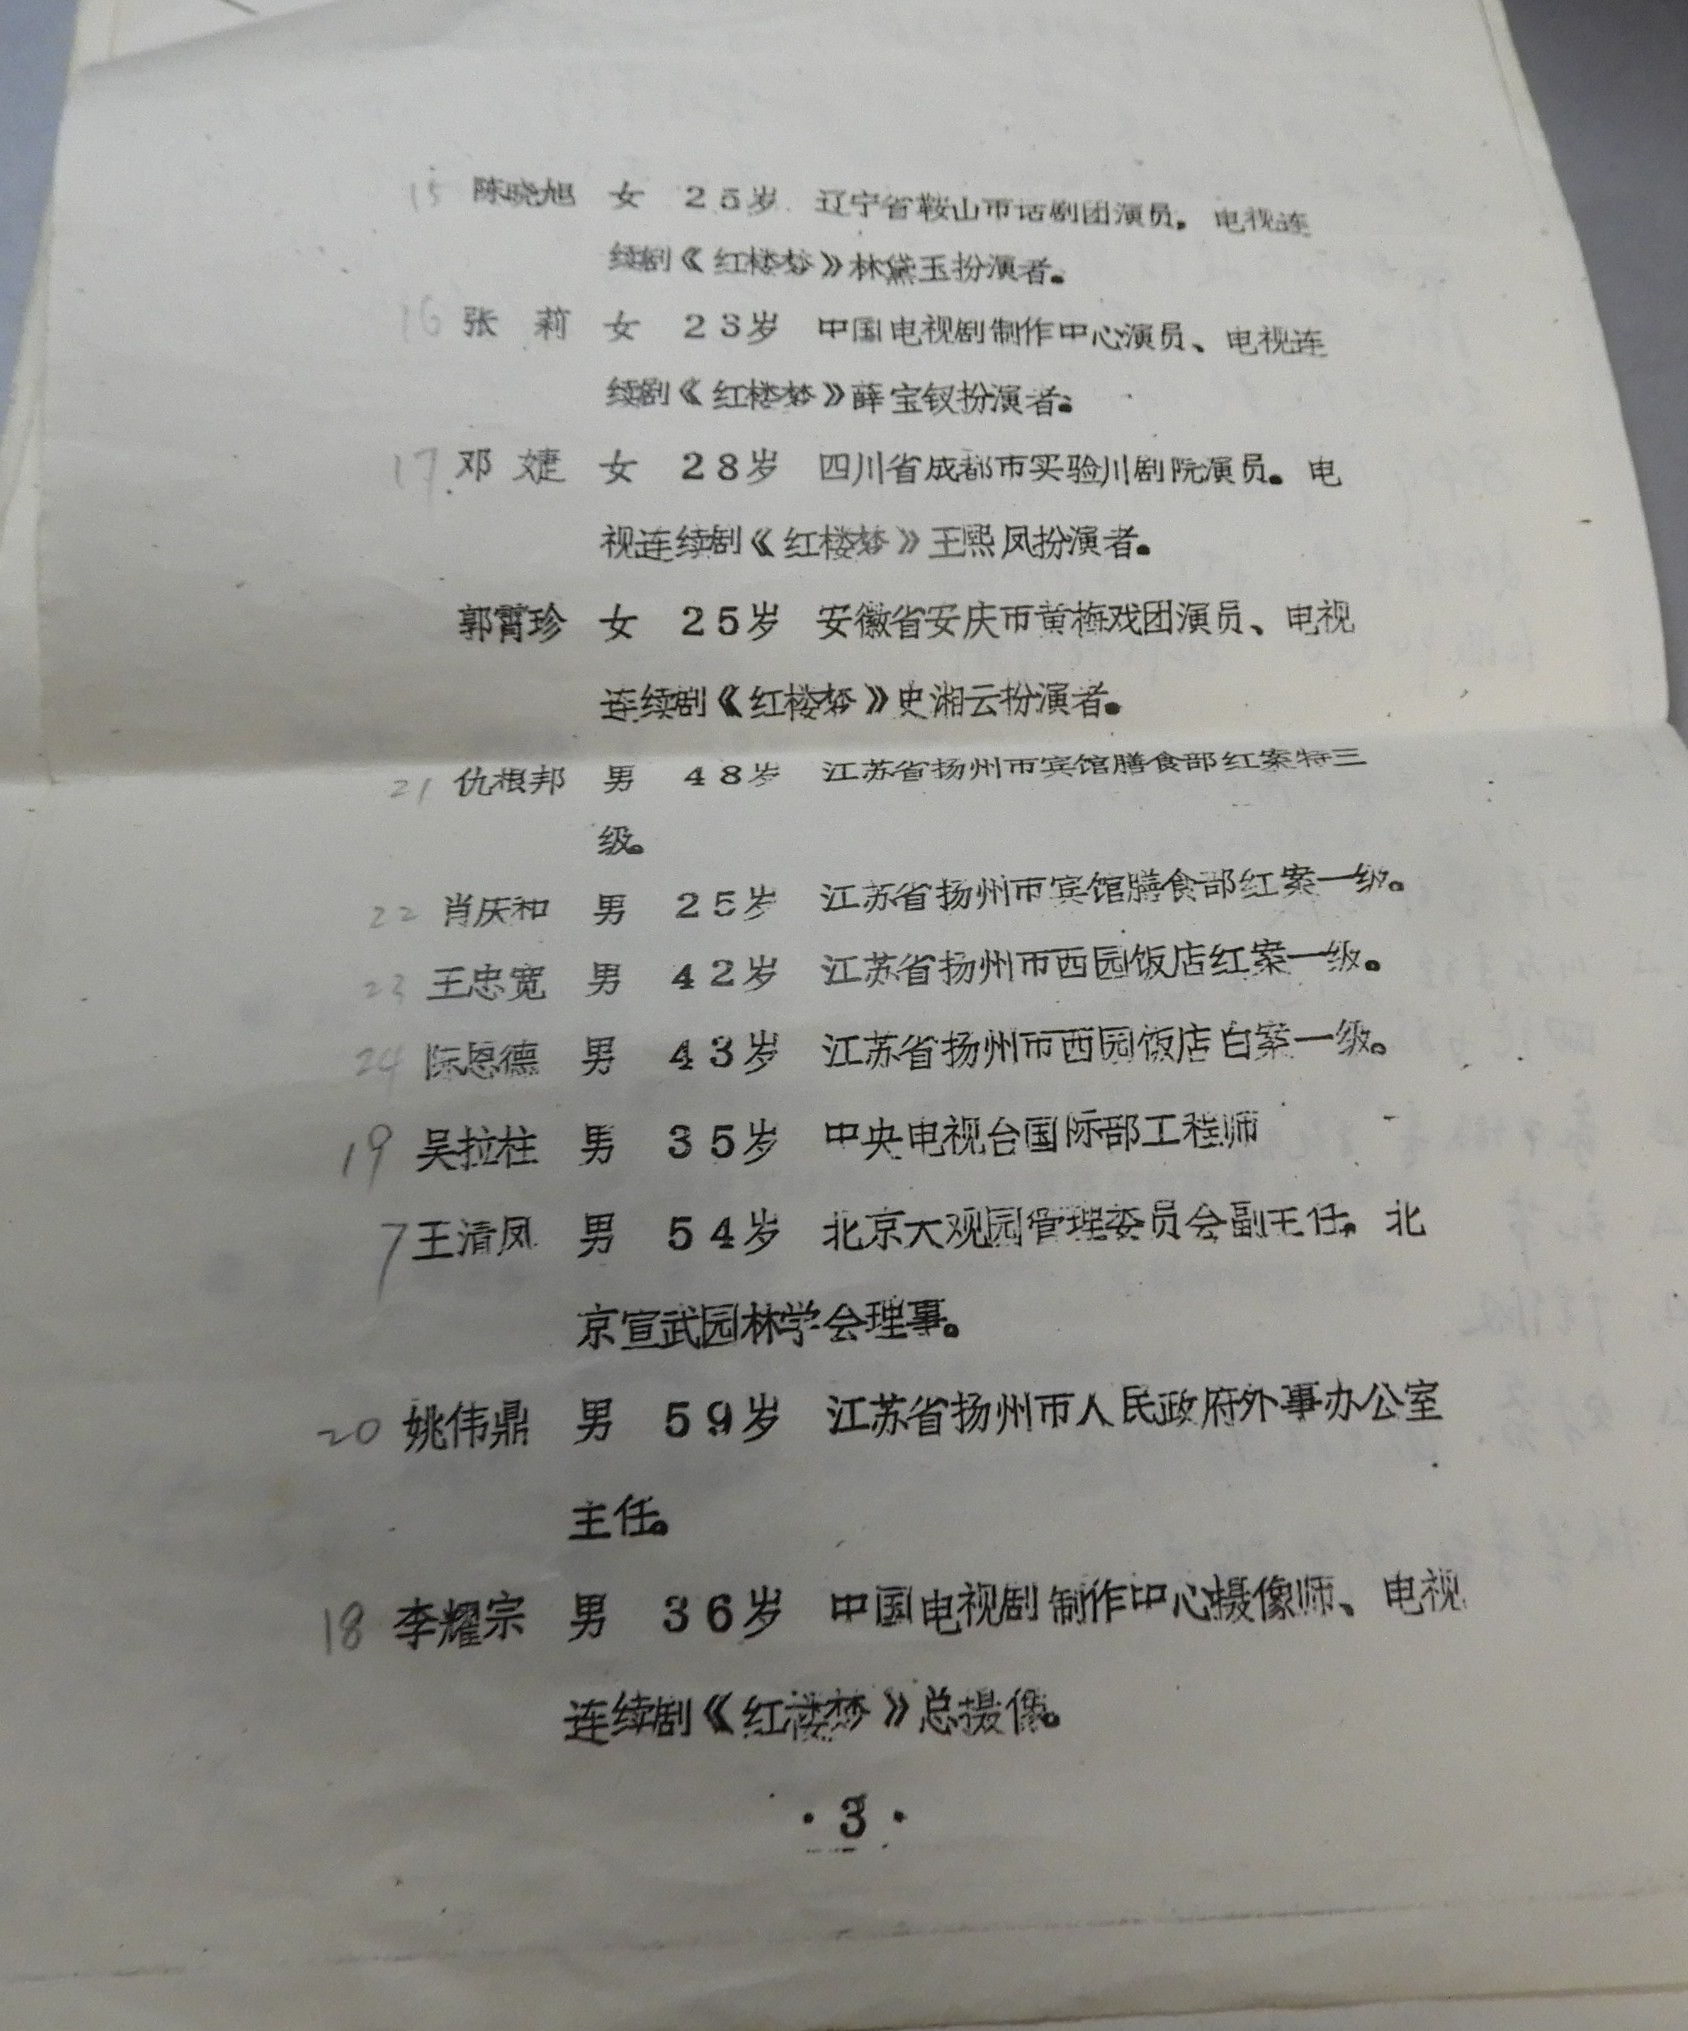 15 陈晓旭 女 25岁 辽宁省鞍山市话剧团演员。电视连
续剧《红楼梦》林黛玉扮演者。
16 张 莉 女 23岁 中国电视剧制作中心演员、电视连
续剧《红楼梦》薛宝钗扮演者。
17. 邓 婕 女 28岁 四川省成都市实验川剧院演员。电
视连续剧《红楼梦》王熙凤扮演者。
郭霄珍 女 25岁 安徽省安庆市黄梅戏团演员、电视
连续剧《红楼梦》史湘云扮演者。
21 仇根邦 男 48岁 江苏省扬州市宾馆膳食部红案特三
级。
22 肖庆和 男 25岁 江苏省扬州市宾馆膳食部红案一级。
23 王忠宽 男 42岁 江苏省扬州市西园饭店红案一级。
24 陈恩德 男 43岁 江苏省扬州市西园饭店白案一级。
19 吴拉柱 男 35岁 中央电视台国际部工程师
7 王清凤 男 54岁 北京大观园管理委员会副主任。北
京宣武园林学会理事。
20 姚伟鼎 男 59岁 江苏省扬州市人民政府外事办公室
主任。
18 李耀宗 男 36岁 中国电视剧制作中心摄像师、电视
连续剧《红楼梦》总摄像。
·3·